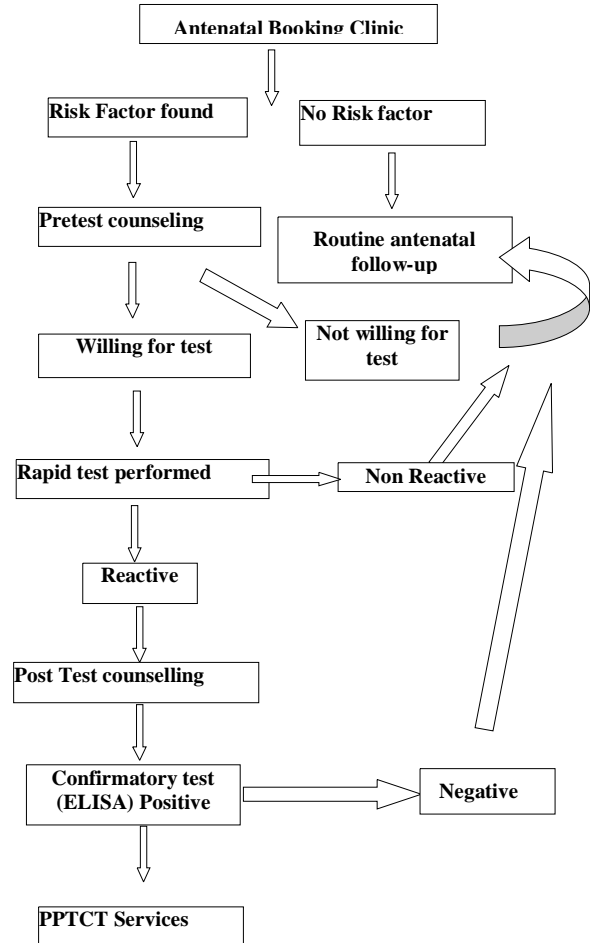 Antenatal Booking Clinic
Risk Factor found
No Risk factor
Pretest counseling
Routine antenatal
follow-up
Willing for test
Not willing for
test
Rapid test performed
Non Reactive
Reactive
Post Test counselling
Confirmatory test
(ELISA) Positive
Negative
PPTCT Services